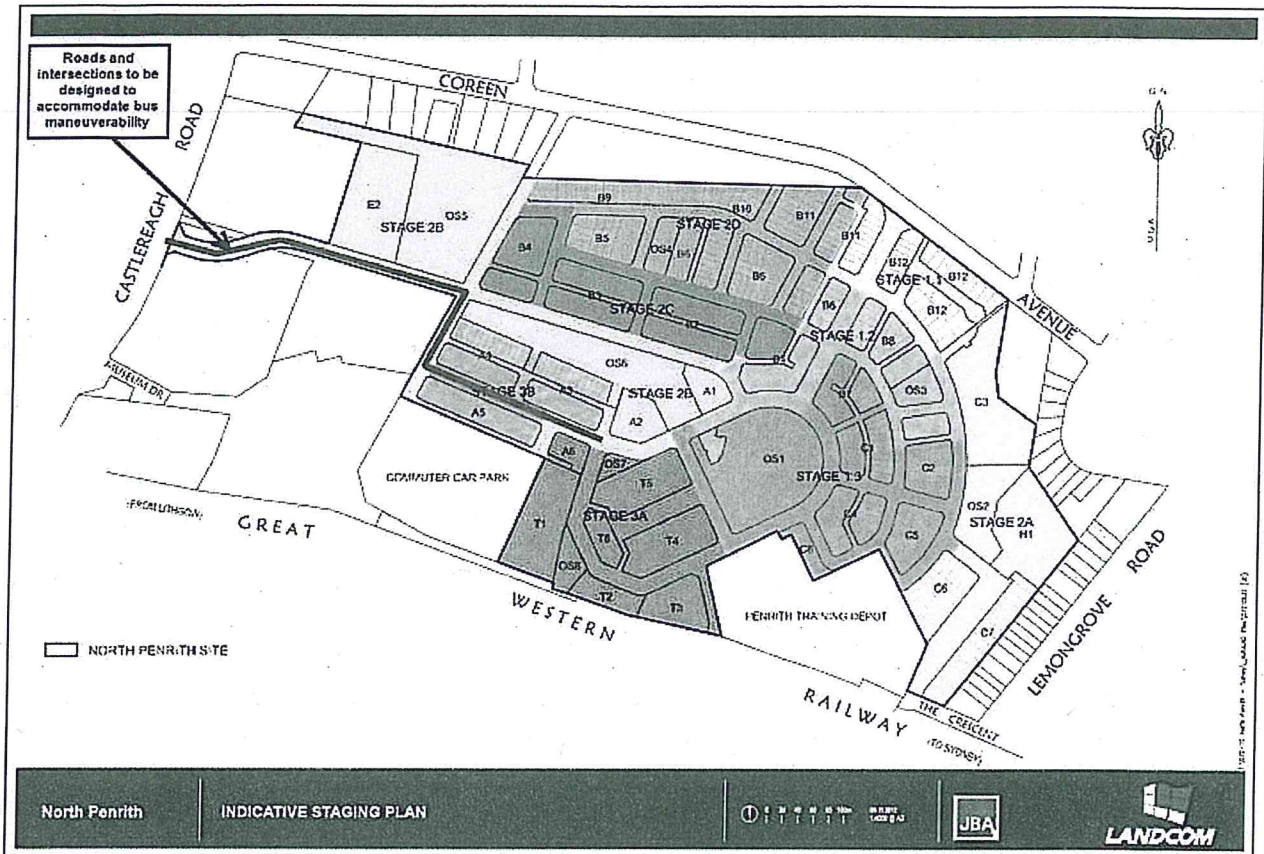 Roads and
intersections to be
designed to
accommodate bus
maneuverability
COREEN
ROAD
CASTLEREAGH
E2
OS5
STAGE 2B
B9
B10
STAGE 2D
B11
B11
B4
B5
OS4
B6
B12
B12
STAGE 1.1
B12
AVENUE
STAGE 2C
STAGE 1.2
B8
OS6
STAGE 2B
A1
A2
STAGE 3B
A5
A6
OS3
C3
C2
OS1
STAGE 1.3
MUSEUM DR
COMMUTER CAR PARK
OS7
T5
T1
STAGE 3A
T6
T4
OS8
T2
T3
OS2
STAGE 2A
H1
C5
C6
C7
(FROM LITHGOW)
GREAT
WESTERN
RAILWAY
PENRITH TRAINING DEPOT
LEMONGROVE ROAD
THE CRESCENT
(TO SYDNEY)
NORTH PENRITH SITE
North Penrith
INDICATIVE STAGING PLAN
JBA
LANDCOM